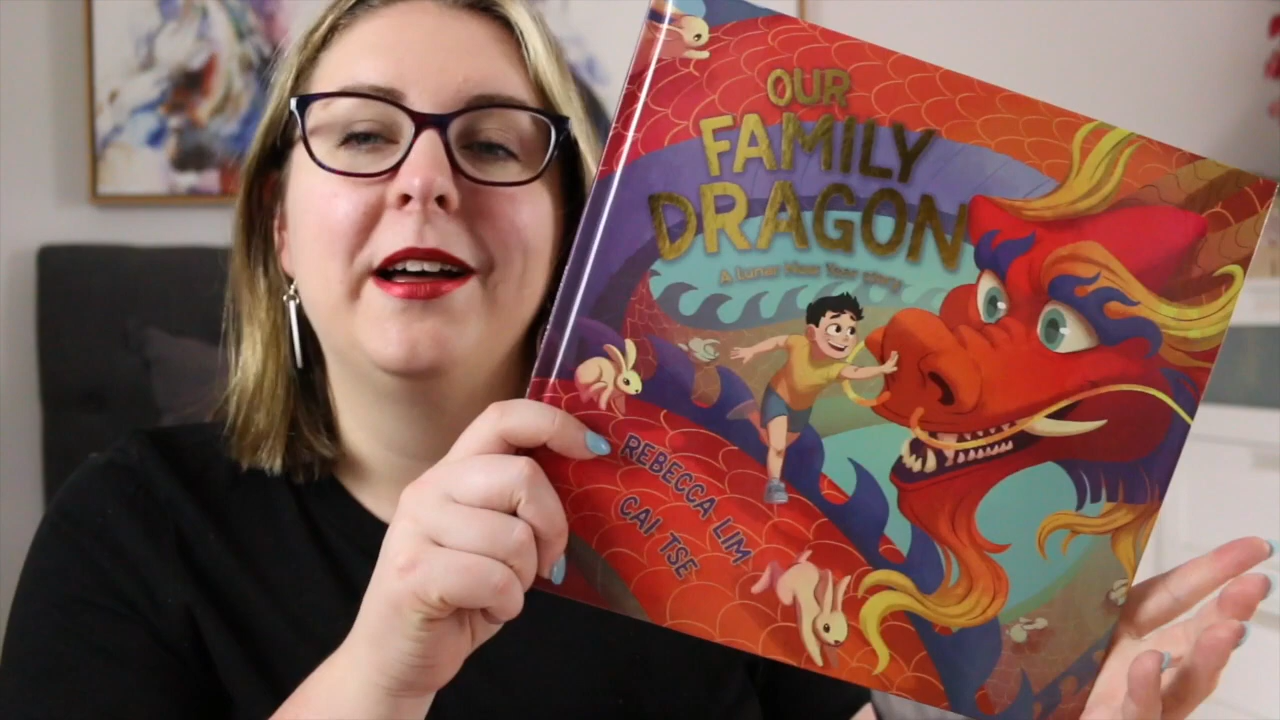 OUR
FAMILY
DRAGON
A Lunar New Year story
REBECCA LIM
CAI TSE